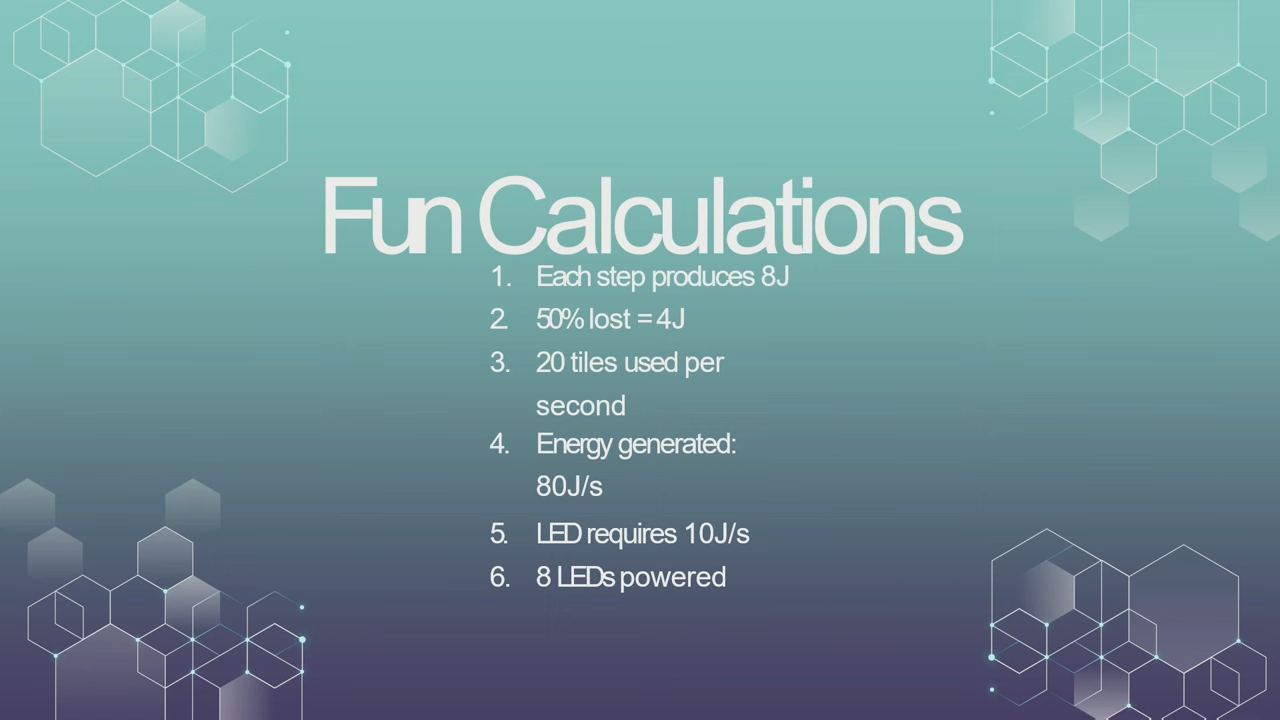 Fun Calculations
1. Each step produces 8J
2. 50% lost = 4J
3. 20 tiles used per
second
4. Energy generated:
80J/s
5. LED requires 10J/s
6. 8 LEDs powered